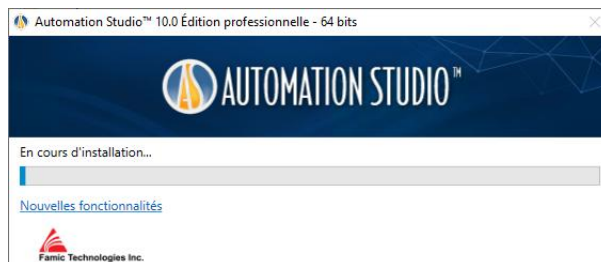 Automation Studio™ 10.0 Édition professionnelle - 64 bits
AUTOMATION STUDIO™
En cours d'installation...
Nouvelles fonctionnalités
Famic Technologies Inc.